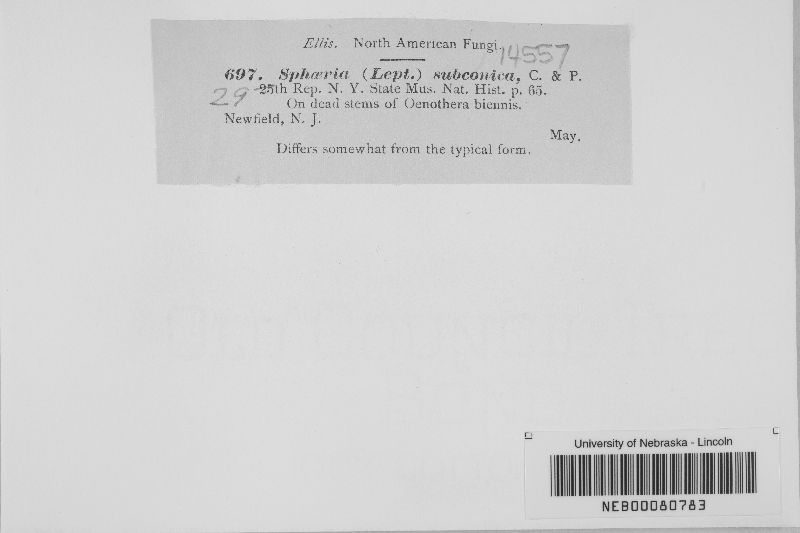 Ellis. North American Fungi.
14557
697. Sphæria (Lept.) subconica, C. & P.
29
25th Rep. N. Y. State Mus. Nat. Hist. p. 65.
On dead stems of Oenothera biennis.
Newfield, N. J.
May.
Differs somewhat from the typical form.
University of Nebraska - Lincoln
NEB00080783